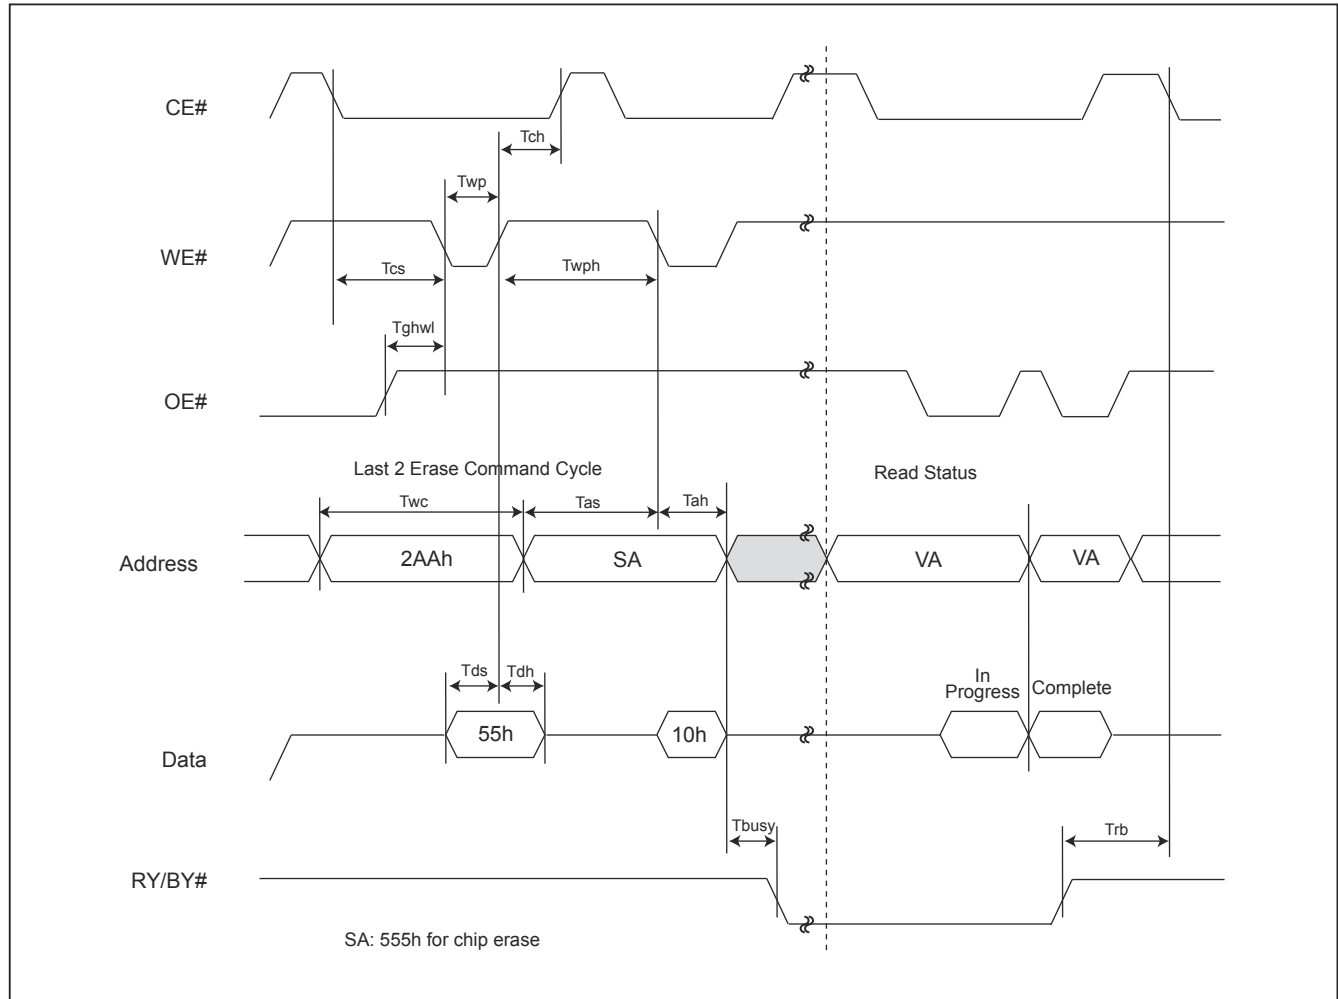 CE#
Tch
Twp
WE#
Tcs
Twph
Tghwl
OE#
Last 2 Erase Command Cycle
Read Status
Twc
Tas
Tah
Address
2AAh
SA
VA
VA
Tds
Tdh
In
Progress
Complete
55h
10h
Data
Tbusy
Trb
RY/BY#
SA: 555h for chip erase